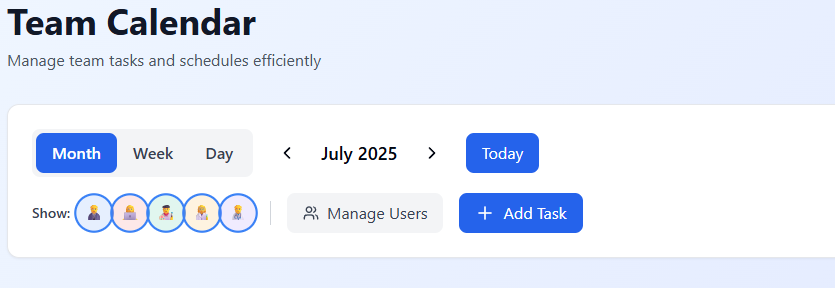 Team Calendar
Manage team tasks and schedules efficiently
Month Week Day July 2025 Today
Show: Manage Users Add Task